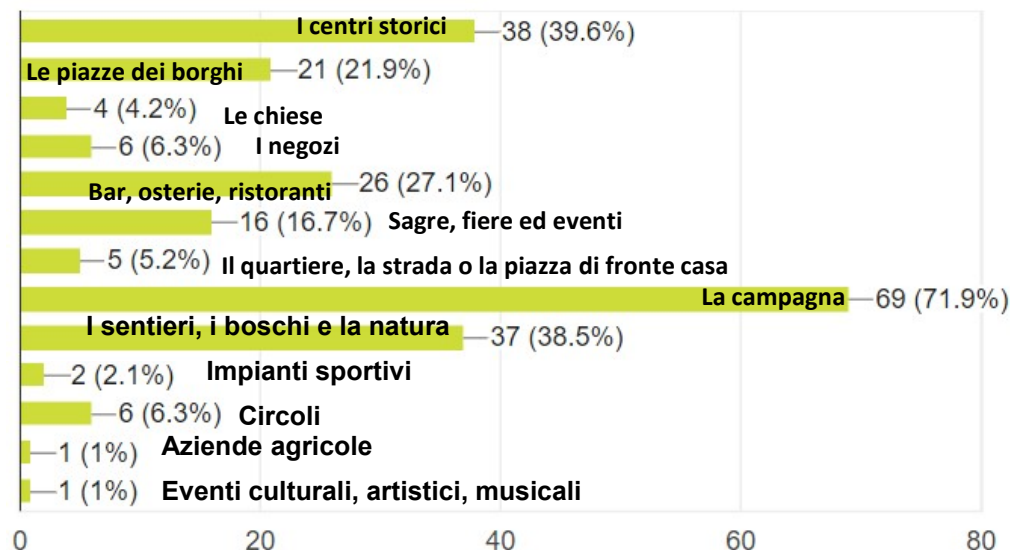 I centri storici 38 (39.6%)
Le piazze dei borghi 21 (21.9%)
4 (4.2%) Le chiese
6 (6.3%) I negozi
Bar, osterie, ristoranti 26 (27.1%)
16 (16.7%) Sagre, fiere ed eventi
5 (5.2%) Il quartiere, la strada o la piazza di fronte casa
La campagna 69 (71.9%)
I sentieri, i boschi e la natura 37 (38.5%)
2 (2.1%) Impianti sportivi
6 (6.3%) Circoli
1 (1%) Aziende agricole
1 (1%) Eventi culturali, artistici, musicali
0 20 40 60 80